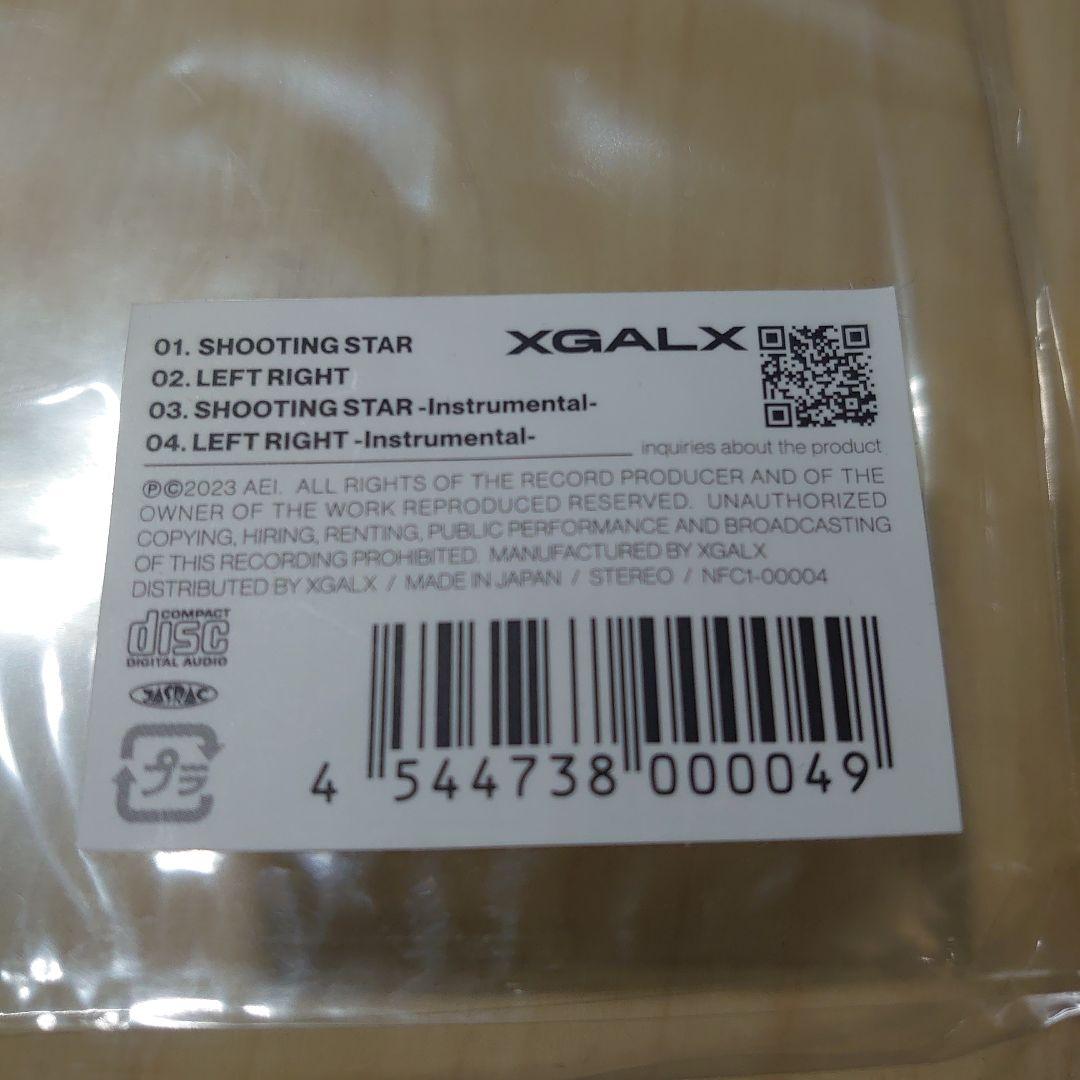 01. SHOOTING STAR
02. LEFT RIGHT
03. SHOOTING STAR -Instrumental-
04. LEFT RIGHT -Instrumental-
XGALX
inquiries about the product
Ⓟ©2023 AEI. ALL RIGHTS OF THE RECORD PRODUCER AND OF THE
OWNER OF THE WORK REPRODUCED RESERVED. UNAUTHORIZED
COPYING, HIRING, RENTING, PUBLIC PERFORMANCE AND BROADCASTING
OF THIS RECORDING PROHIBITED. MANUFACTURED BY XGALX
DISTRIBUTED BY XGALX / MADE IN JAPAN / STEREO / NFC1-00004
COMPACT
disc
DIGITAL AUDIO
JASRAC
プラ
4 544738 000049